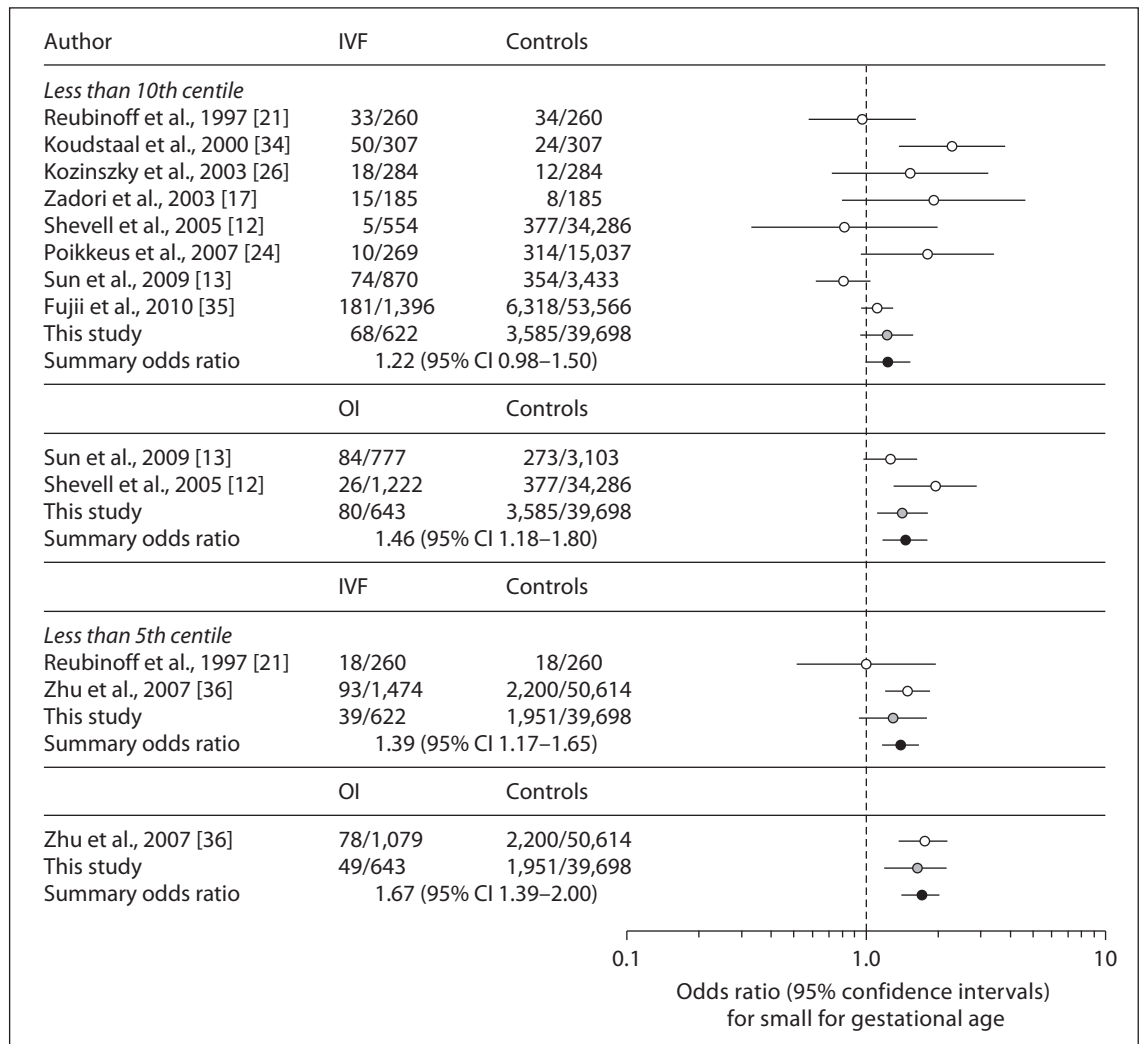 Author IVF Controls
Less than 10th centile
Reubinoff et al., 1997 [21] 33/260 34/260
Koudstaal et al., 2000 [34] 50/307 24/307
Kozinszky et al., 2003 [26] 18/284 12/284
Zadori et al., 2003 [17] 15/185 8/185
Shevell et al., 2005 [12] 5/554 377/34,286
Poikkeus et al., 2007 [24] 10/269 314/15,037
Sun et al., 2009 [13] 74/870 354/3,433
Fujii et al., 2010 [35] 181/1,396 6,318/53,566
This study 68/622 3,585/39,698
Summary odds ratio 1.22 (95% CI 0.98–1.50)
OI Controls
Sun et al., 2009 [13] 84/777 273/3,103
Shevell et al., 2005 [12] 26/1,222 377/34,286
This study 80/643 3,585/39,698
Summary odds ratio 1.46 (95% CI 1.18–1.80)
IVF Controls
Less than 5th centile
Reubinoff et al., 1997 [21] 18/260 18/260
Zhu et al., 2007 [36] 93/1,474 2,200/50,614
This study 39/622 1,951/39,698
Summary odds ratio 1.39 (95% CI 1.17–1.65)
OI Controls
Zhu et al., 2007 [36] 78/1,079 2,200/50,614
This study 49/643 1,951/39,698
Summary odds ratio 1.67 (95% CI 1.39–2.00)
0.1 1.0 10
Odds ratio (95% confidence intervals)
for small for gestational age